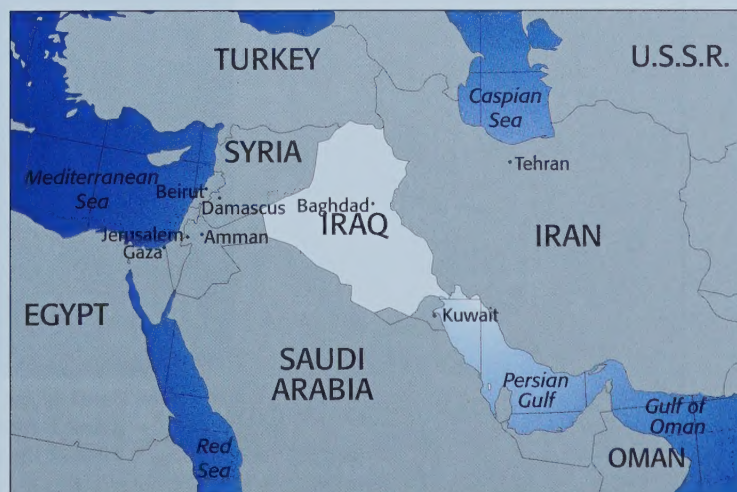 TURKEY
U.S.S.R.
Caspian
Sea
SYRIA
Tehran
Mediterranean
Sea
Beirut
Damascus
Baghdad
IRAQ
IRAN
Jerusalem
Amman
Gaza
EGYPT
Kuwait
SAUDI
ARABIA
Persian
Gulf
Gulf of
Oman
Red
Sea
OMAN